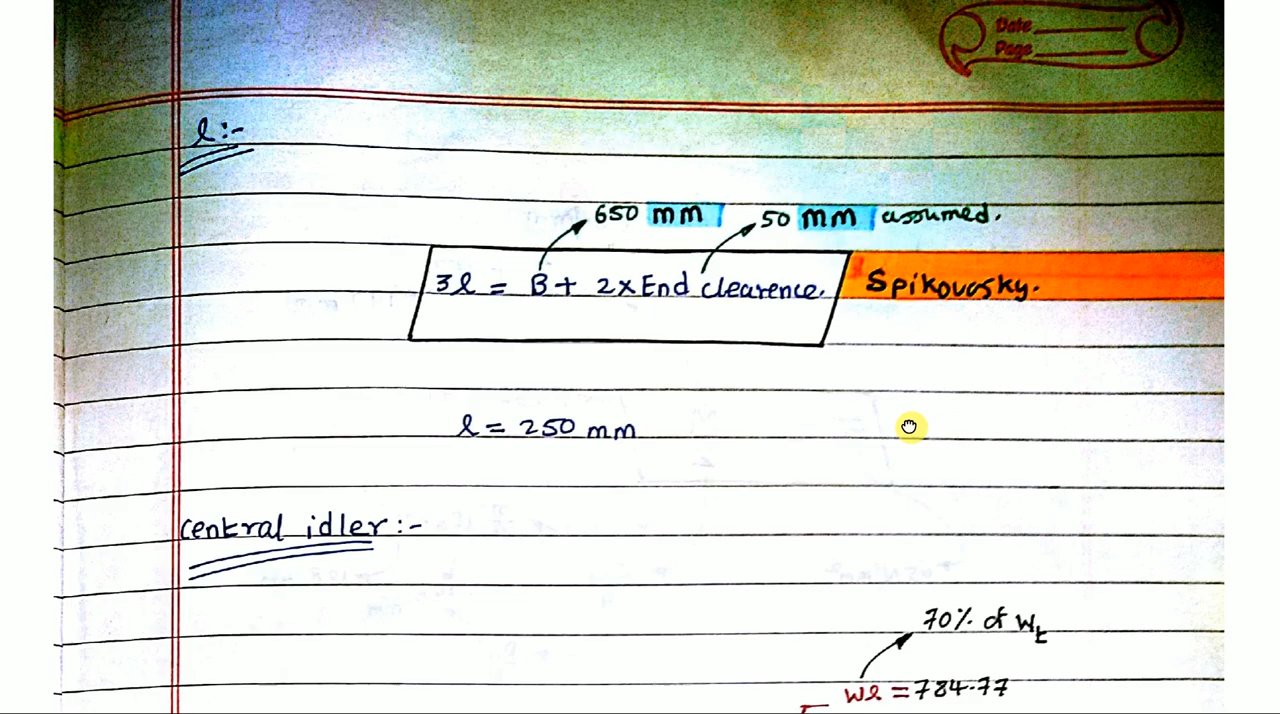 Date
Page
l:-
650 mm 50 mm assumed.
3l = B + 2×End clearence. Spikovosky.
l = 250 mm
central idler:-
70% of Wt
Wl = 784.77